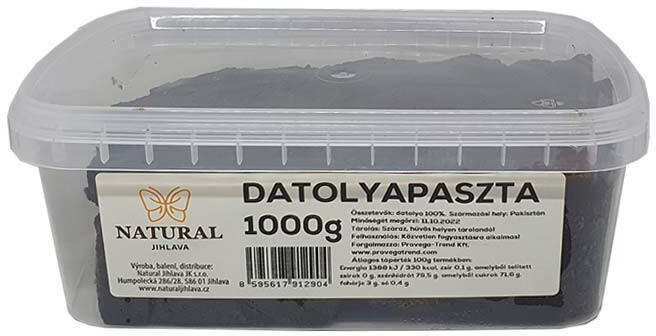 DATOLYAPASZTA
1000g
Összetevők: datolya 100%. Származási hely: Pakisztán
Minőségét megőrzi: 11.10.2022
Tárolás: Száraz, hűvös helyen tárolandó!
Felhasználás: Közvetlen fogyasztásra alkalmas!
Forgalmazza: Provega-Trend Kft.
www.provegatrend.com
Átlagos tápérték 100g termékben:
Energia 1388 kJ / 330 kcal, zsír 0,1 g, amelyből telített
zsírok 0 g, szénhidrát 79,5 g, amelyből cukrok 71,6 g,
fehérje 3 g, só 0,4 g
NATURAL
JIHLAVA
Výroba, balení, distribuce:
Natural Jihlava JK s.r.o.
Humpolecká 286/28, 586 01 Jihlava
www.naturaljihlava.cz
8 595617 912904